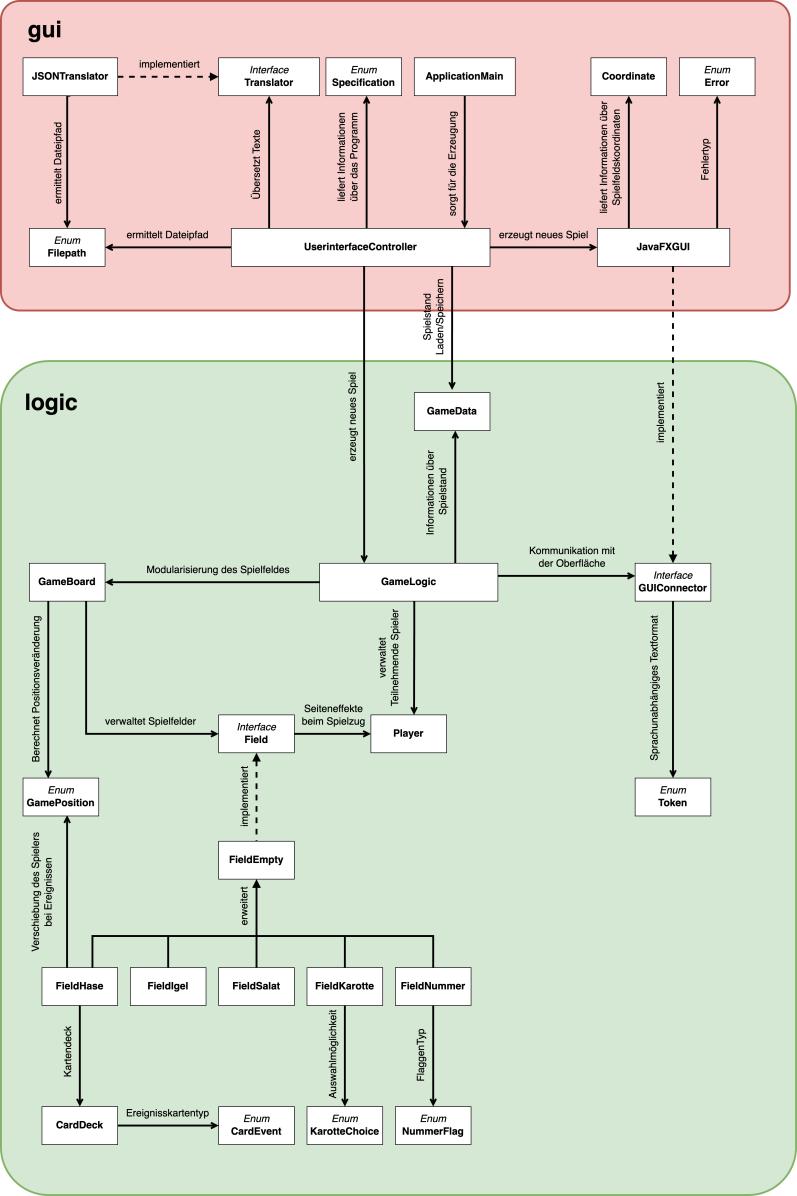 gui
JSONTranslator
implementiert
Interface
Translator
Enum
Specification
ApplicationMain
Coordinate
Enum
Error
ermittelt Dateipfad
Übersetzt Texte
liefert Informationen
über das Programm
sorgt für die Erzeugung
liefert Informationen über
Spielfeldskoordinaten
Fehlertyp
Enum
Filepath
ermittelt Dateipfad
UserinterfaceController
erzeugt neues Spiel
JavaFXGUI
Spielstand
Laden/Speichern
logic
erzeugt neues Spiel
GameData
implementiert
Informationen über
Spielstand
GameBoard
Modularisierung des Spielfeldes
GameLogic
Kommunikation mit
der Oberfläche
Interface
GUIConnector
Berechnet Positionsveränderung
verwaltet
Teilnehmende Spieler
Sprachunabhängiges Textformat
verwaltet Spielfelder
Interface
Field
Seiteneffekte
beim Spielzug
Player
Enum
GamePosition
implementiert
Enum
Token
Verschiebung des Spielers
bei Ereignissen
FieldEmpty
erweitert
FieldHase
FieldIgel
FieldSalat
FieldKarotte
FieldNummer
Kartendeck
Auswahlmöglichkeit
FlaggenTyp
CardDeck
Ereignisskartentyp
Enum
CardEvent
Enum
KarotteChoice
Enum
NummerFlag